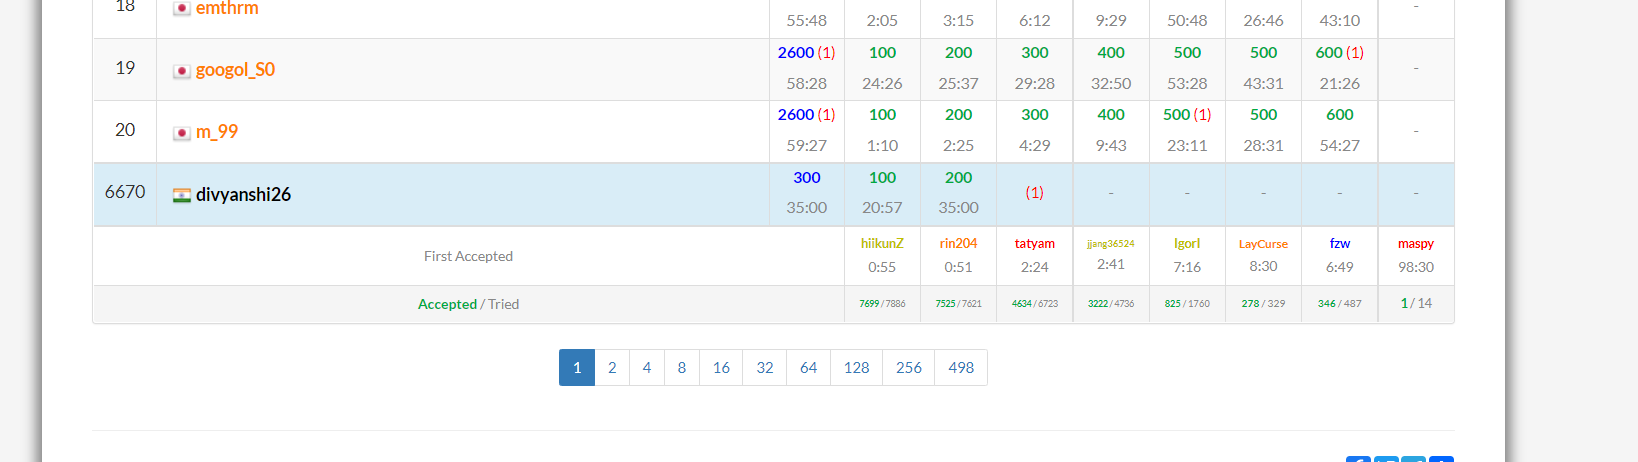 18 emthrm 55:48 2:05 3:15 6:12 9:29 50:48 26:46 43:10 -
2600 (1) 100 200 300 400 500 500 600 (1)
19 googol_S0 -
58:28 24:26 25:37 29:28 32:50 53:28 43:31 21:26
2600 (1) 100 200 300 400 500 (1) 500 600
20 m_99 -
59:27 1:10 2:25 4:29 9:43 23:11 28:31 54:27
300 100 200
6670 divyanshi26 (1) - - - - -
35:00 20:57 35:00
hiikunZ rin204 tatyam jjang36524 lgorl LayCurse fzw maspy
First Accepted
0:55 0:51 2:24 2:41 7:16 8:30 6:49 98:30
Accepted / Tried 7699 / 7886 7525 / 7621 4634 / 6723 3222 / 4736 825 / 1760 278 / 329 346 / 487 1 / 14
1 2 4 8 16 32 64 128 256 498